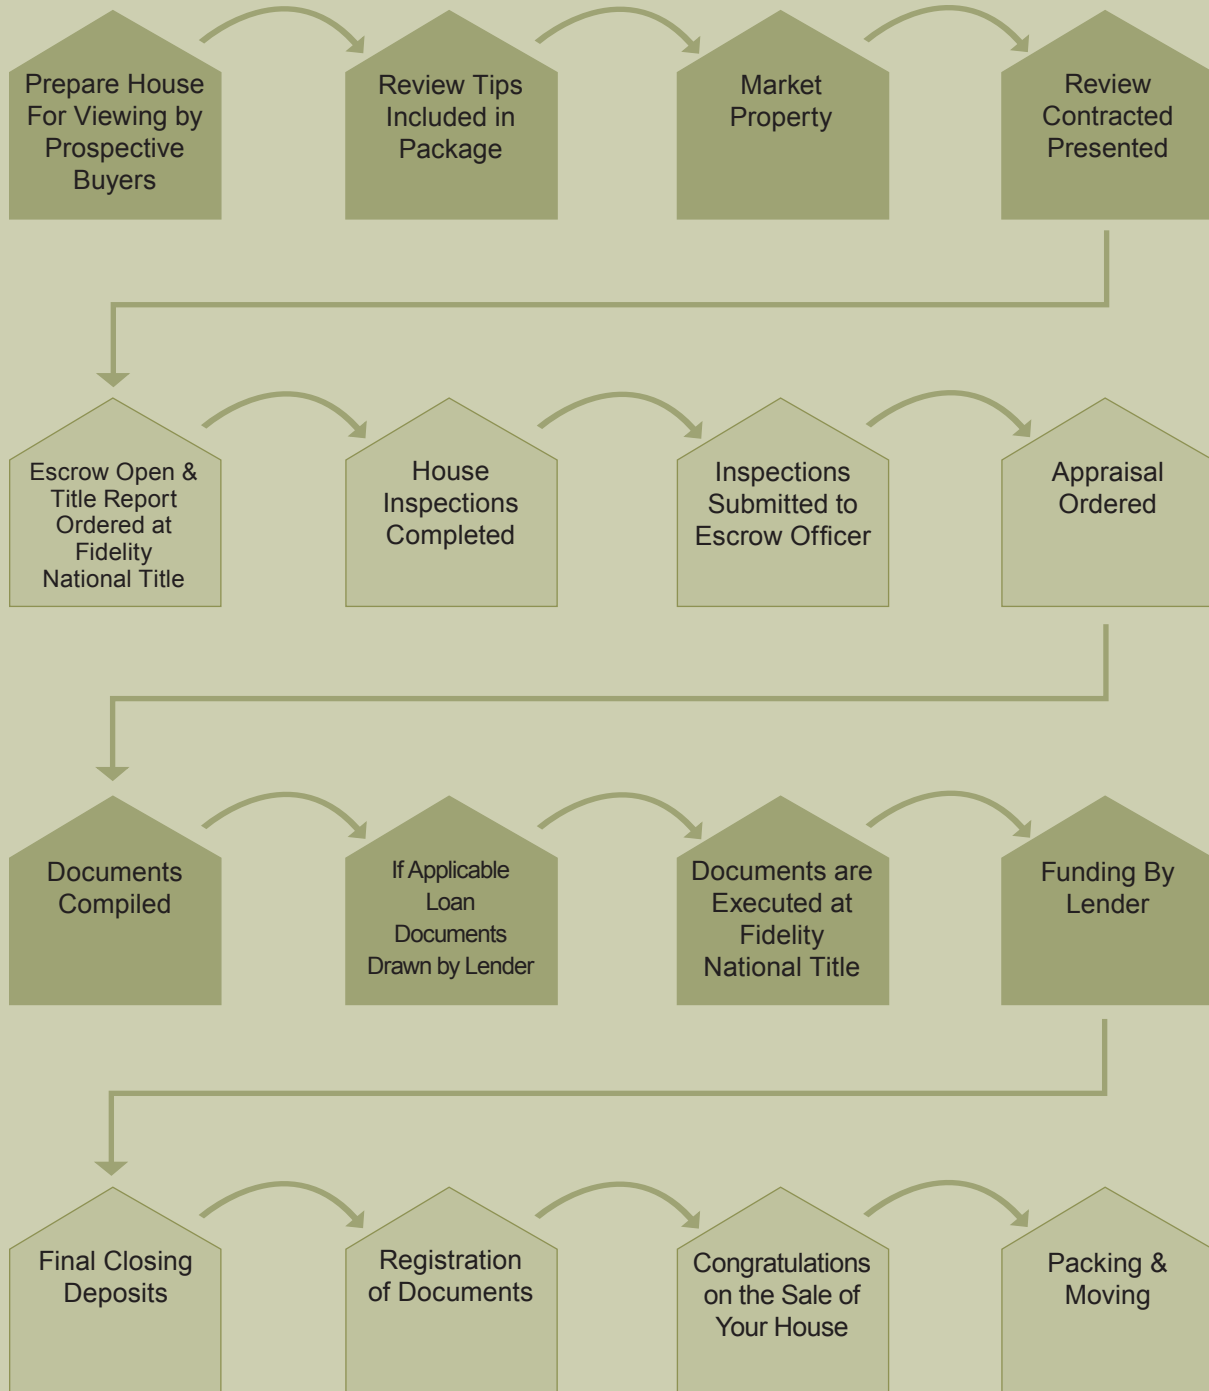 Prepare House
For Viewing by
Prospective
Buyers
Review Tips
Included in
Package
Market
Property
Review
Contracted
Presented
Escrow Open &
Title Report
Ordered at
Fidelity
National Title
House
Inspections
Completed
Inspections
Submitted to
Escrow Officer
Appraisal
Ordered
Documents
Compiled
If Applicable
Loan
Documents
Drawn by Lender
Documents are
Executed at
Fidelity
National Title
Funding By
Lender
Final Closing
Deposits
Registration
of Documents
Congratulations
on the Sale of
Your House
Packing &
Moving